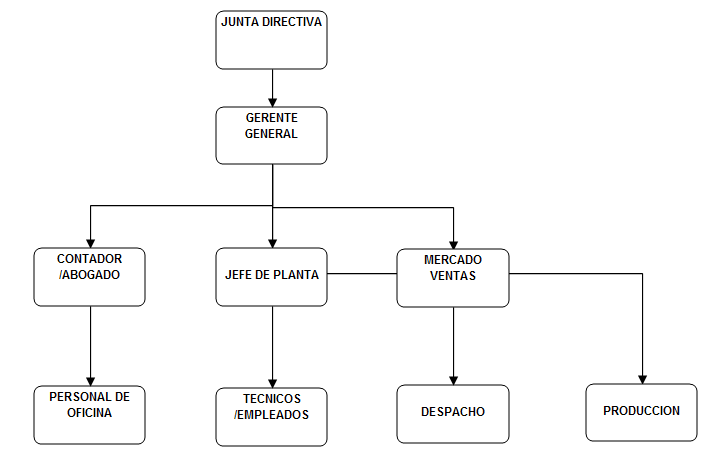 JUNTA DIRECTIVA
GERENTE
GENERAL
CONTADOR
/ABOGADO
JEFE DE PLANTA
MERCADO
VENTAS
PERSONAL DE
OFICINA
TECNICOS
/EMPLEADOS
DESPACHO
PRODUCCION